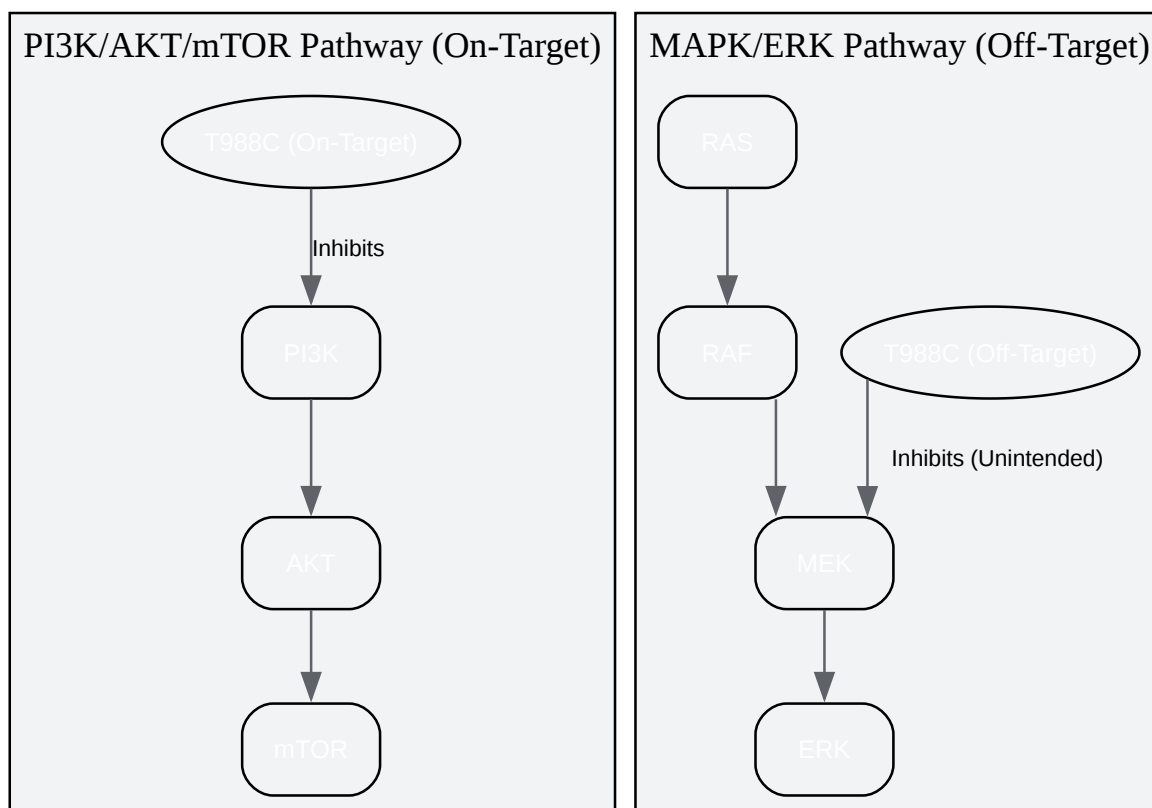 PI3K/AKT/mTOR Pathway (On-Target)
T988C (On-Target)
Inhibits
PI3K
AKT
mTOR
MAPK/ERK Pathway (Off-Target)
RAS
RAF
T988C (Off-Target)
Inhibits (Unintended)
MEK
ERK